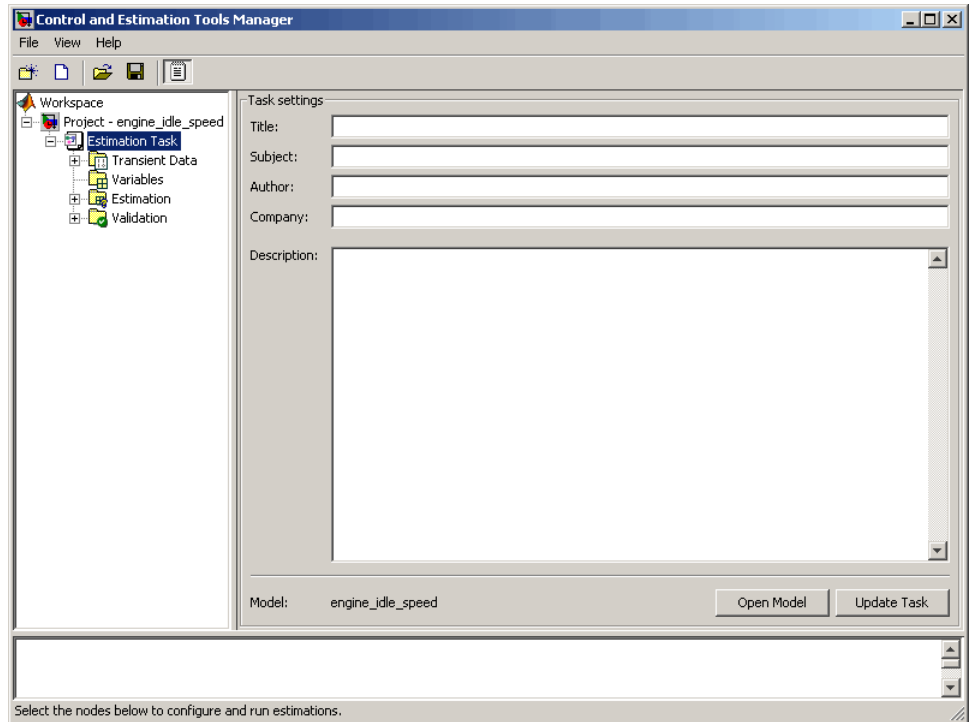 Control and Estimation Tools Manager
File View Help
Workspace
Project - engine_idle_speed
Estimation Task
Transient Data
Variables
Estimation
Validation
Task settings
Title:
Subject:
Author:
Company:
Description:
Model: engine_idle_speed
Open Model
Update Task
Select the nodes below to configure and run estimations.